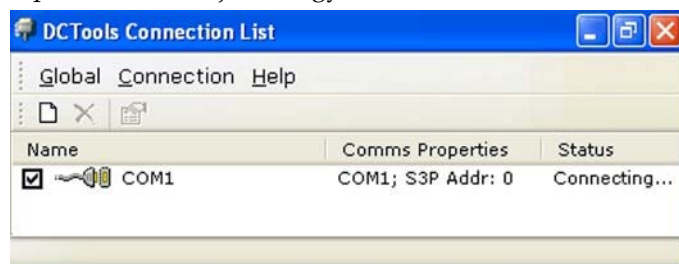 DCTools Connection List
Global Connection Help
Name Comms Properties Status
COM1 COM1; S3P Addr: 0 Connecting...